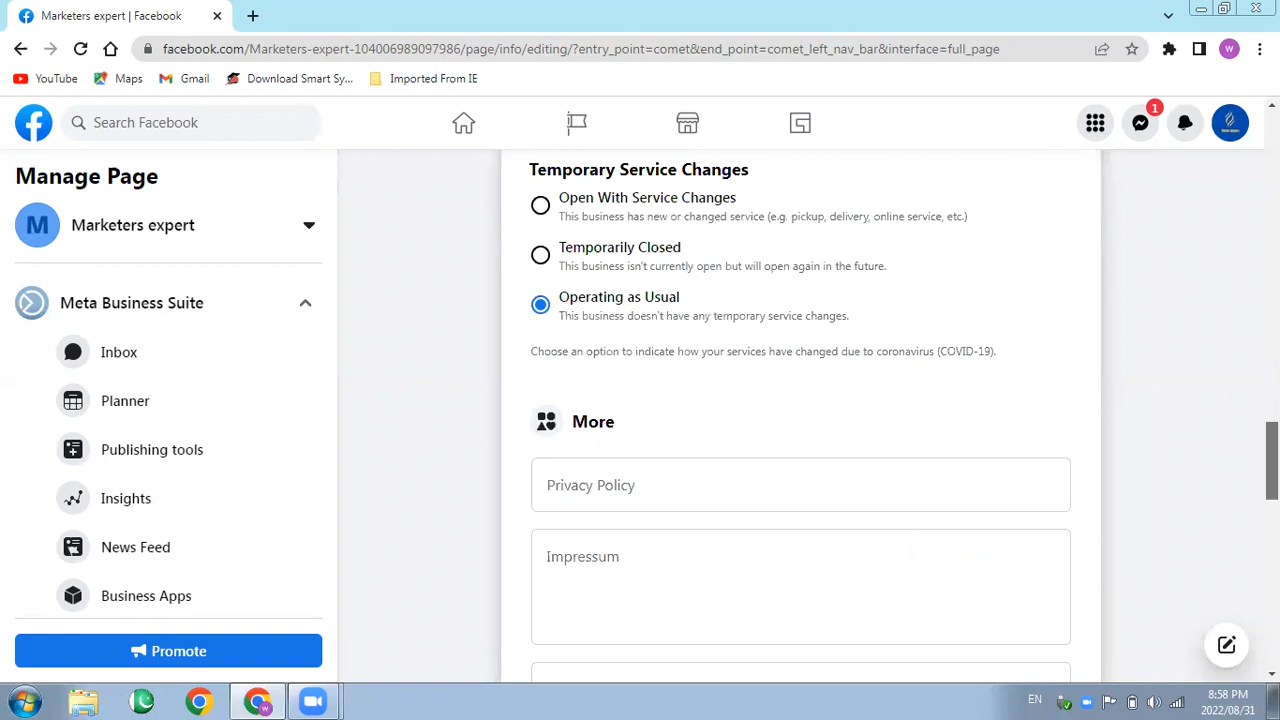 Marketers expert | Facebook
facebook.com/Marketers-expert-104006989097986/page/info/editing/?entry_point=comet&end_point=comet_left_nav_bar&interface=full_page
W
YouTube Maps Gmail Download Smart Sy... Imported From IE
Search Facebook
1
Manage Page
M Marketers expert
Meta Business Suite
Inbox
Planner
Publishing tools
Insights
News Feed
Business Apps
Promote
Temporary Service Changes
Open With Service Changes
This business has new or changed service (e.g. pickup, delivery, online service, etc.)
Temporarily Closed
This business isn't currently open but will open again in the future.
Operating as Usual
This business doesn't have any temporary service changes.
Choose an option to indicate how your services have changed due to coronavirus (COVID-19).
More
Privacy Policy
Impressum
EN
8:58 PM
2022/08/31